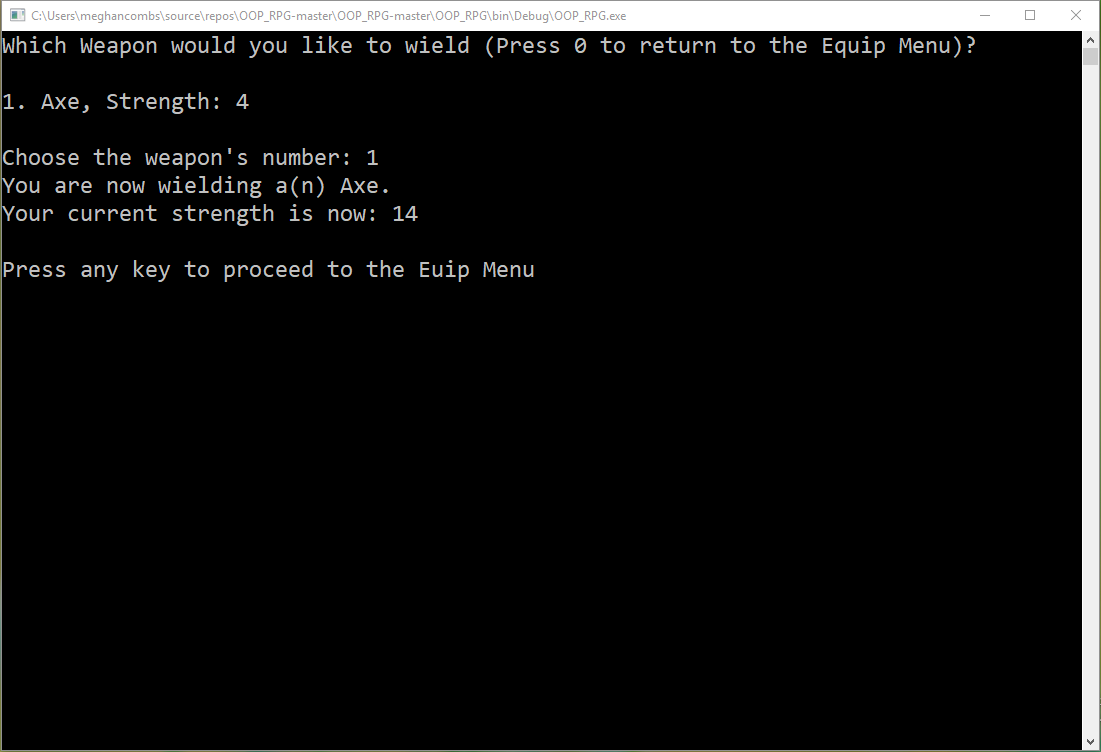 C:\Users\meghancombs\source\repos\OOP_RPG-master\OOP_RPG-master\OOP_RPG\bin\Debug\OOP_RPG.exe
Which Weapon would you like to wield (Press 0 to return to the Equip Menu)?
1. Axe, Strength: 4
Choose the weapon's number: 1
You are now wielding a(n) Axe.
Your current strength is now: 14
Press any key to proceed to the Euip Menu